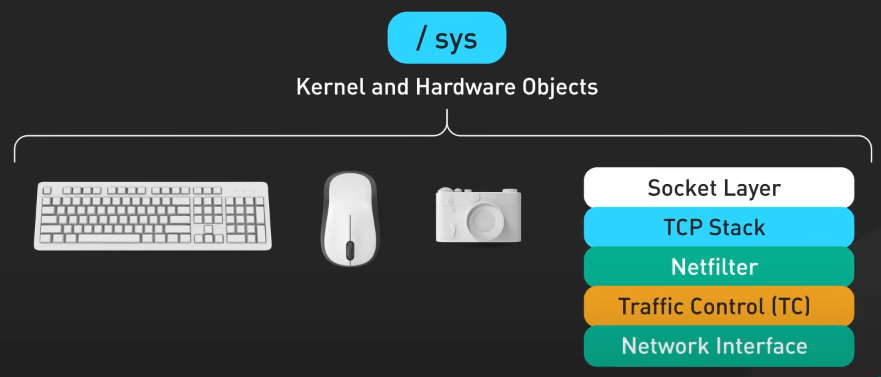 / sys
Kernel and Hardware Objects
Socket Layer
TCP Stack
Netfilter
Traffic Control (TC)
Network Interface